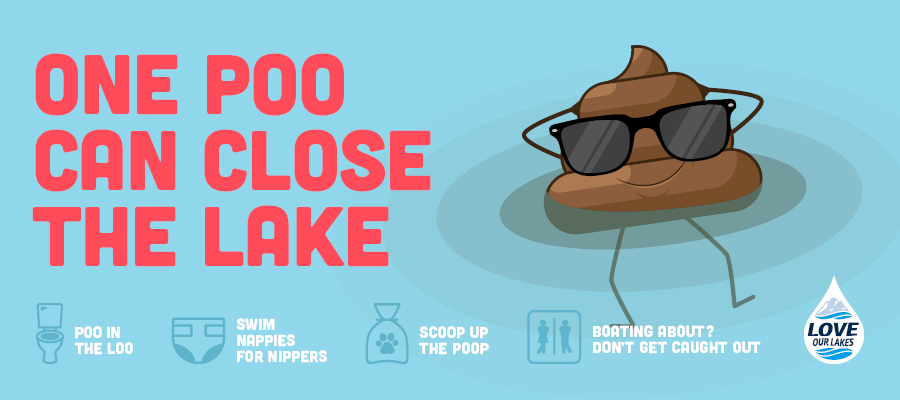 ONE POO
CAN CLOSE
THE LAKE
POO IN
THE LOO
SWIM
NAPPIES
FOR NIPPERS
SCOOP UP
THE POOP
BOATING ABOUT?
DON'T GET CAUGHT OUT
LOVE
OUR LAKES